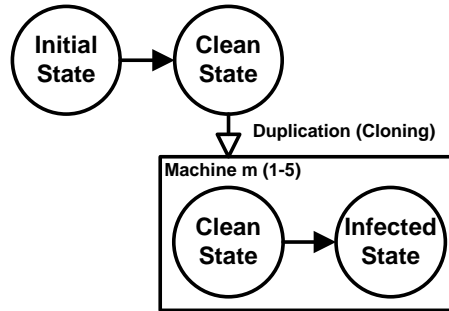 Initial
State
Clean
State
Duplication (Cloning)
Machine m (1-5)
Clean
State
Infected
State